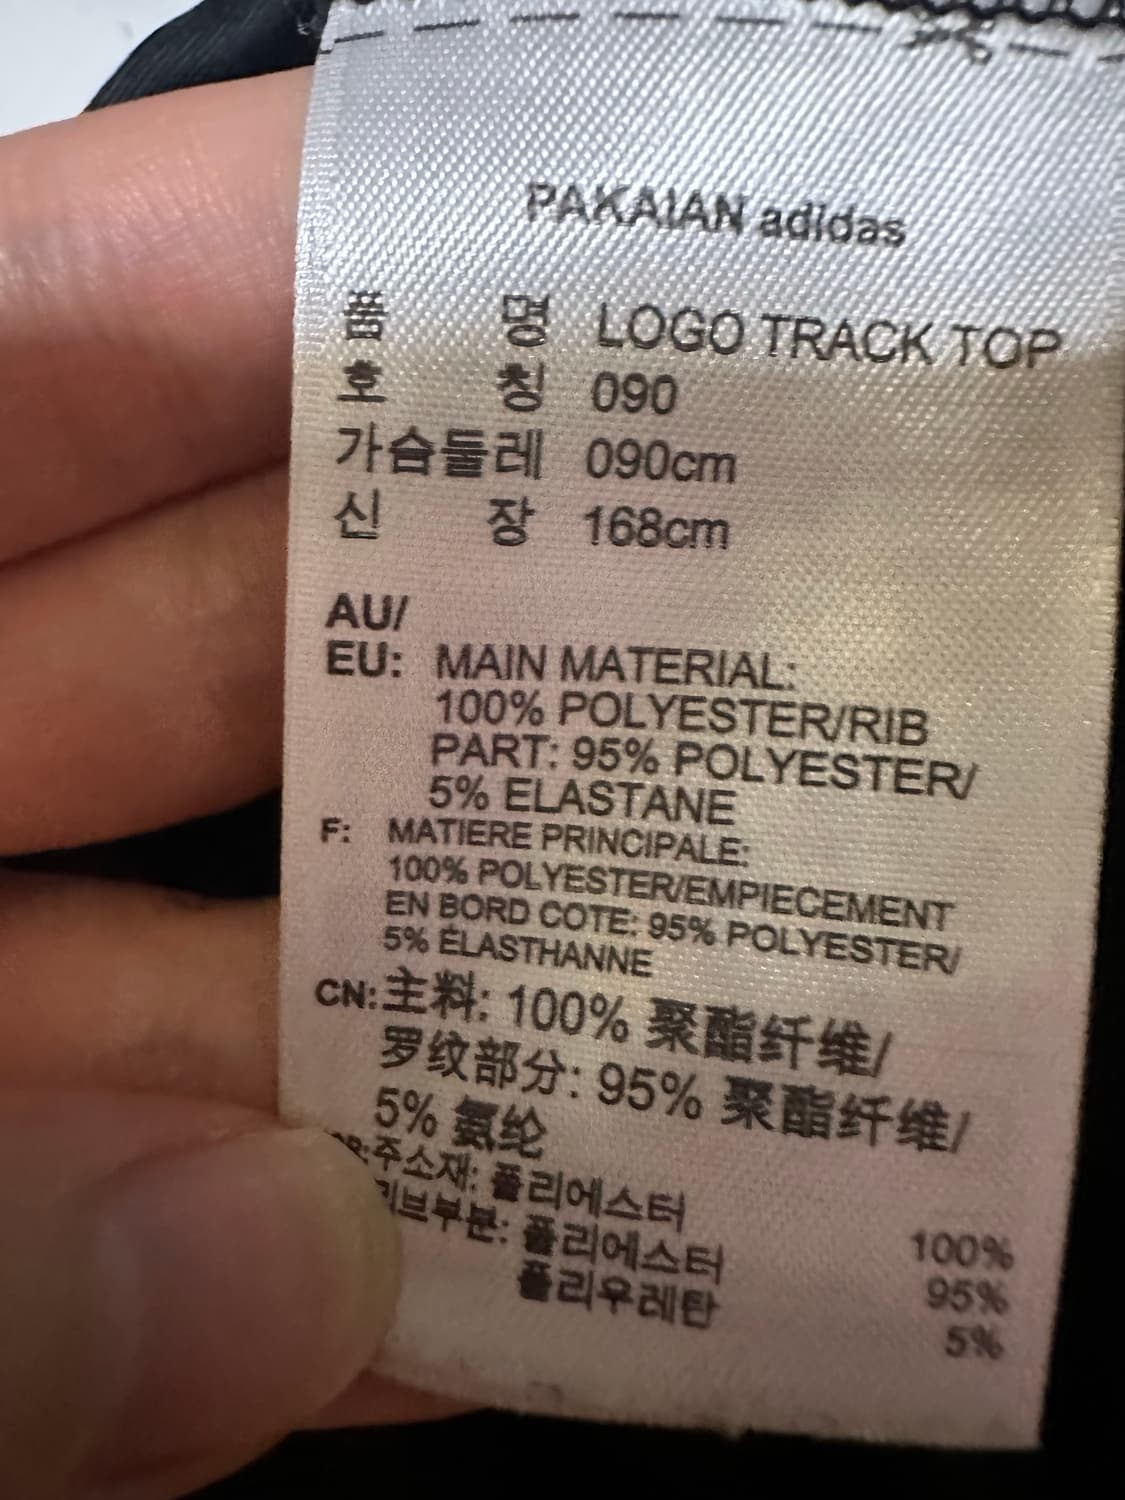 PAKAIAN adidas
품 명 LOGO TRACK TOP
호 칭 090
가슴둘레 090cm
신 장 168cm
AU/
EU: MAIN MATERIAL:
100% POLYESTER/RIB
PART: 95% POLYESTER/
5% ELASTANE
F: MATIERE PRINCIPALE:
100% POLYESTER/EMPIECEMENT
EN BORD COTE: 95% POLYESTER/
5% ÉLASTHANNE
CN: 主料: 100% 聚酯纤维/
罗纹部分: 95% 聚酯纤维/
5% 氨纶
주소재: 폴리에스터 100%
리브부분: 폴리에스터 95%
폴리우레탄 5%